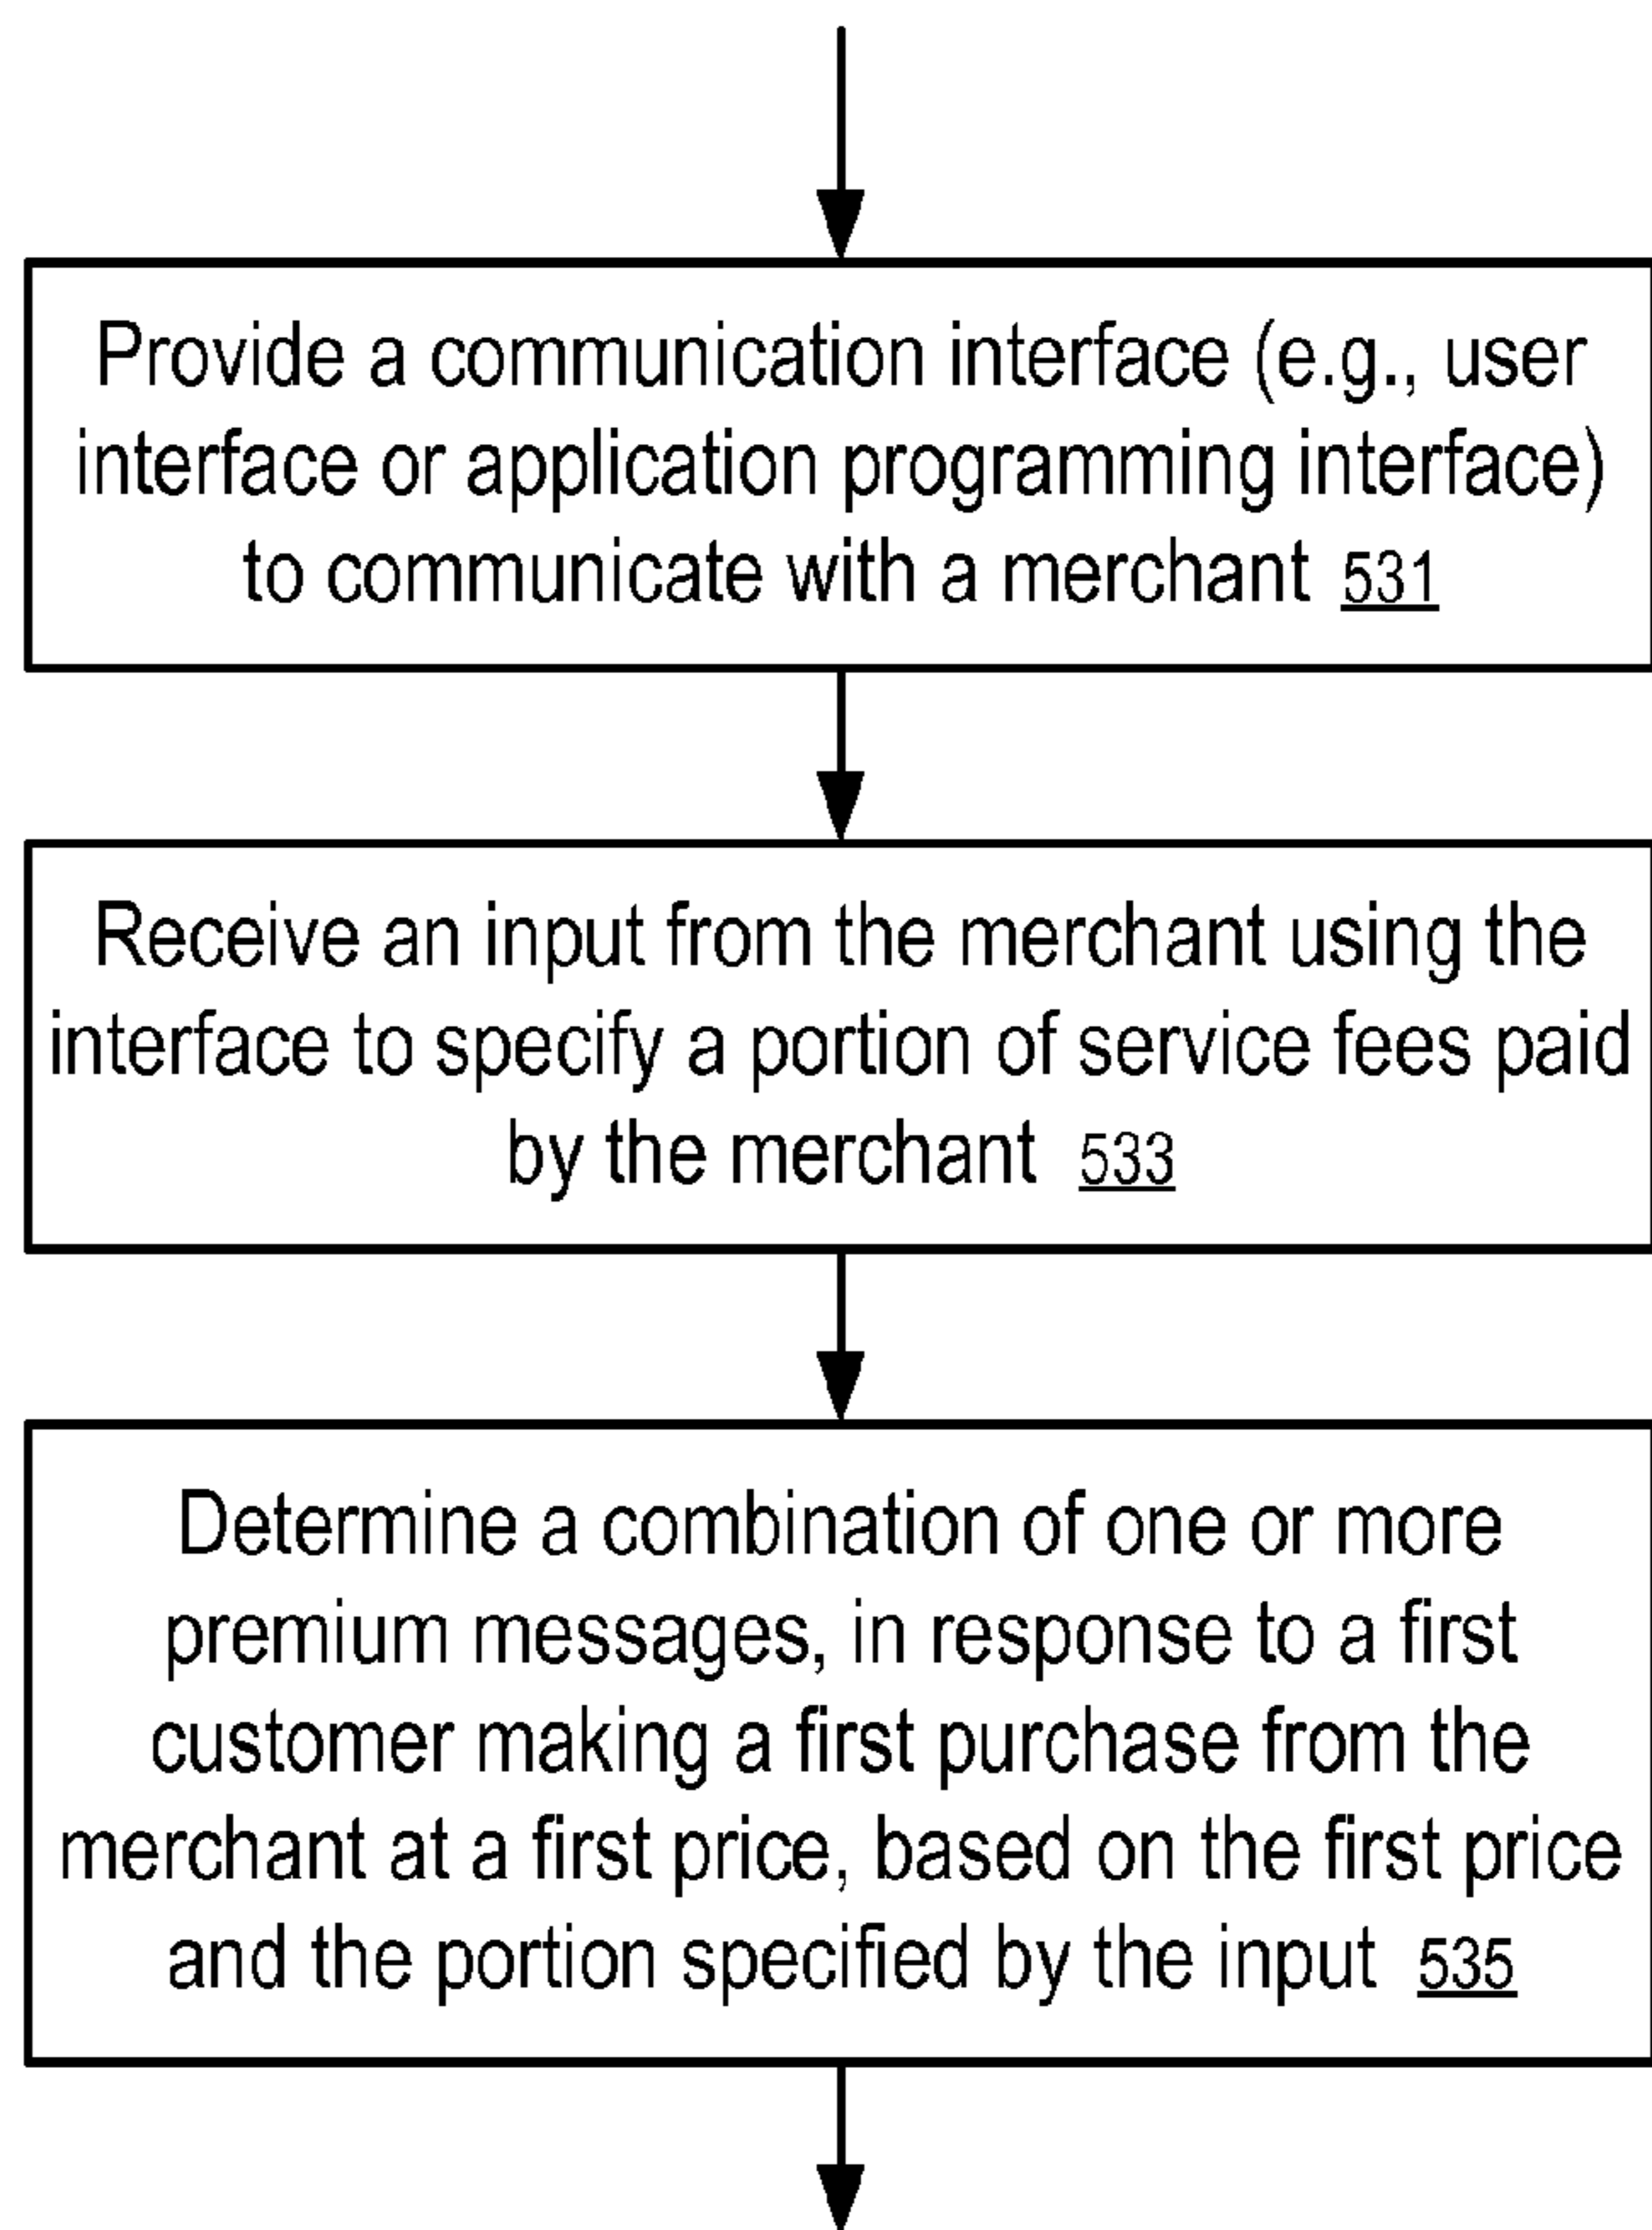 Provide a communication interface (e.g., user
interface or application programming interface)
to communicate with a merchant 531
Receive an input from the merchant using the
interface to specify a portion of service fees paid
by the merchant 533
Determine a combination of one or more
premium messages, in response to a first
customer making a first purchase from the
merchant at a first price, based on the first price
and the portion specified by the input 535